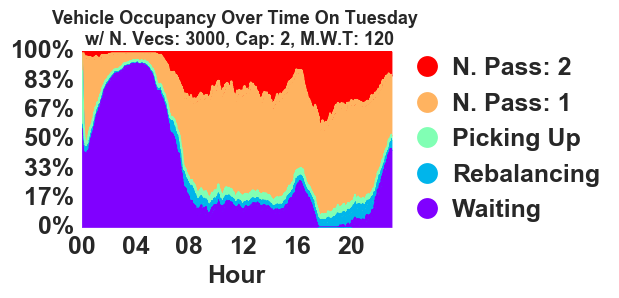 Vehicle Occupancy Over Time On Tuesday
w/ N. Vecs: 3000, Cap: 2, M.W.T: 120
100%
83%
67%
50%
33%
17%
0%
00 04 08 12 16 20
Hour
N. Pass: 2
N. Pass: 1
Picking Up
Rebalancing
Waiting